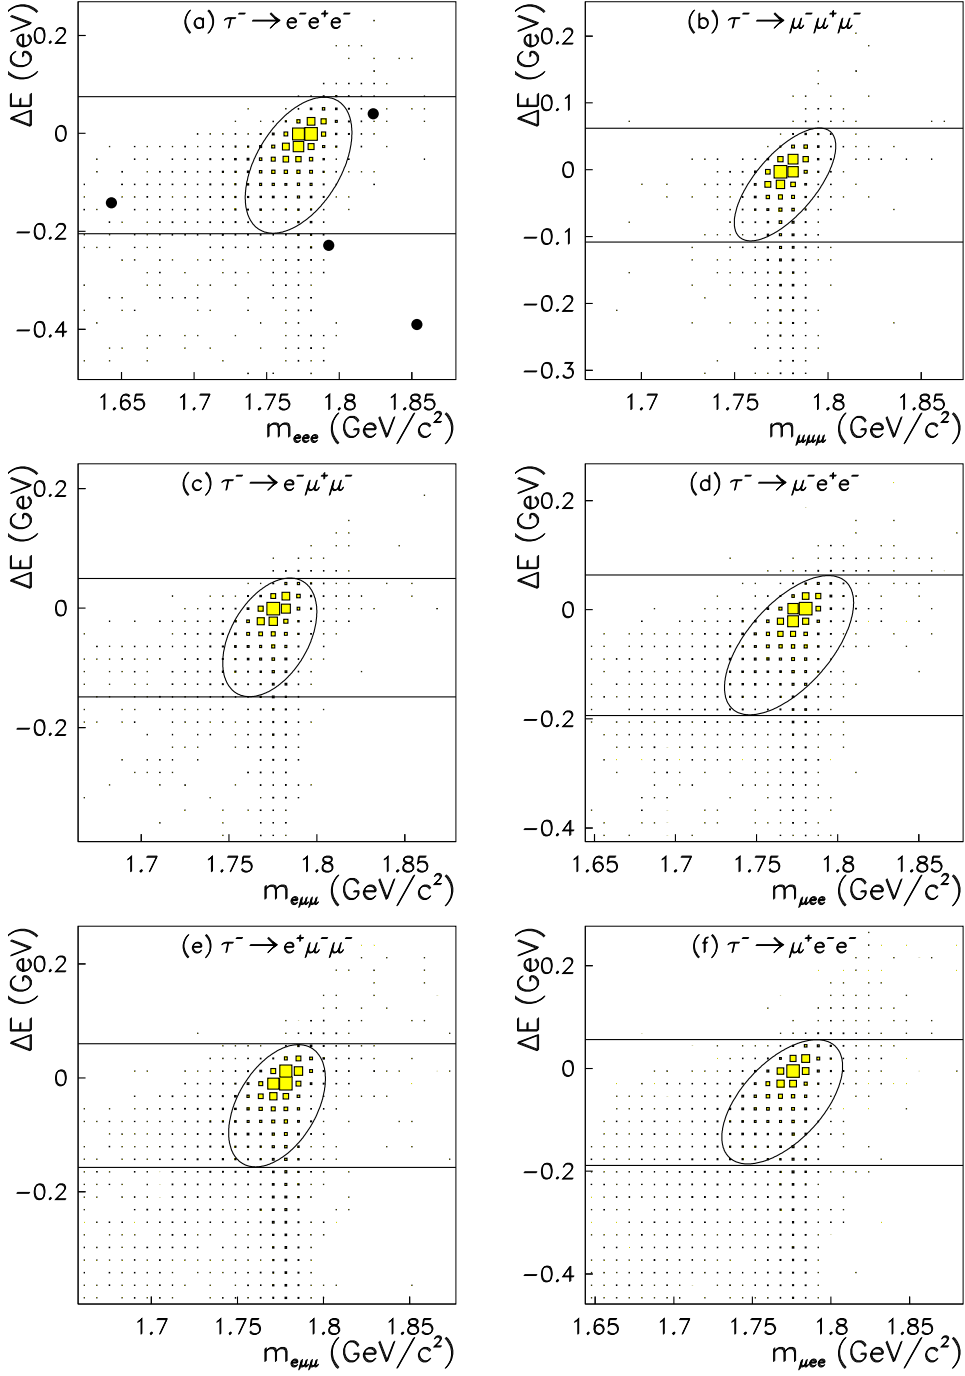 (a) τ⁻ → e⁻e⁺e⁻
ΔE (GeV)
0.2
0
−0.2
−0.4
1.65 1.7 1.75 1.8 1.85
m_eee (GeV/c²)
(b) τ⁻ → μ⁻μ⁺μ⁻
ΔE (GeV)
0.2
0.1
0
−0.1
−0.2
−0.3
1.7 1.75 1.8 1.85
m_μμμ (GeV/c²)
(c) τ⁻ → e⁻μ⁺μ⁻
ΔE (GeV)
0.2
0
−0.2
1.7 1.75 1.8 1.85
m_eμμ (GeV/c²)
(d) τ⁻ → μ⁻e⁺e⁻
ΔE (GeV)
0.2
0
−0.2
−0.4
1.65 1.7 1.75 1.8 1.85
m_μee (GeV/c²)
(e) τ⁻ → e⁺μ⁻μ⁻
ΔE (GeV)
0.2
0
−0.2
1.7 1.75 1.8 1.85
m_eμμ (GeV/c²)
(f) τ⁻ → μ⁺e⁻e⁻
ΔE (GeV)
0.2
0
−0.2
−0.4
1.65 1.7 1.75 1.8 1.85
m_μee (GeV/c²)